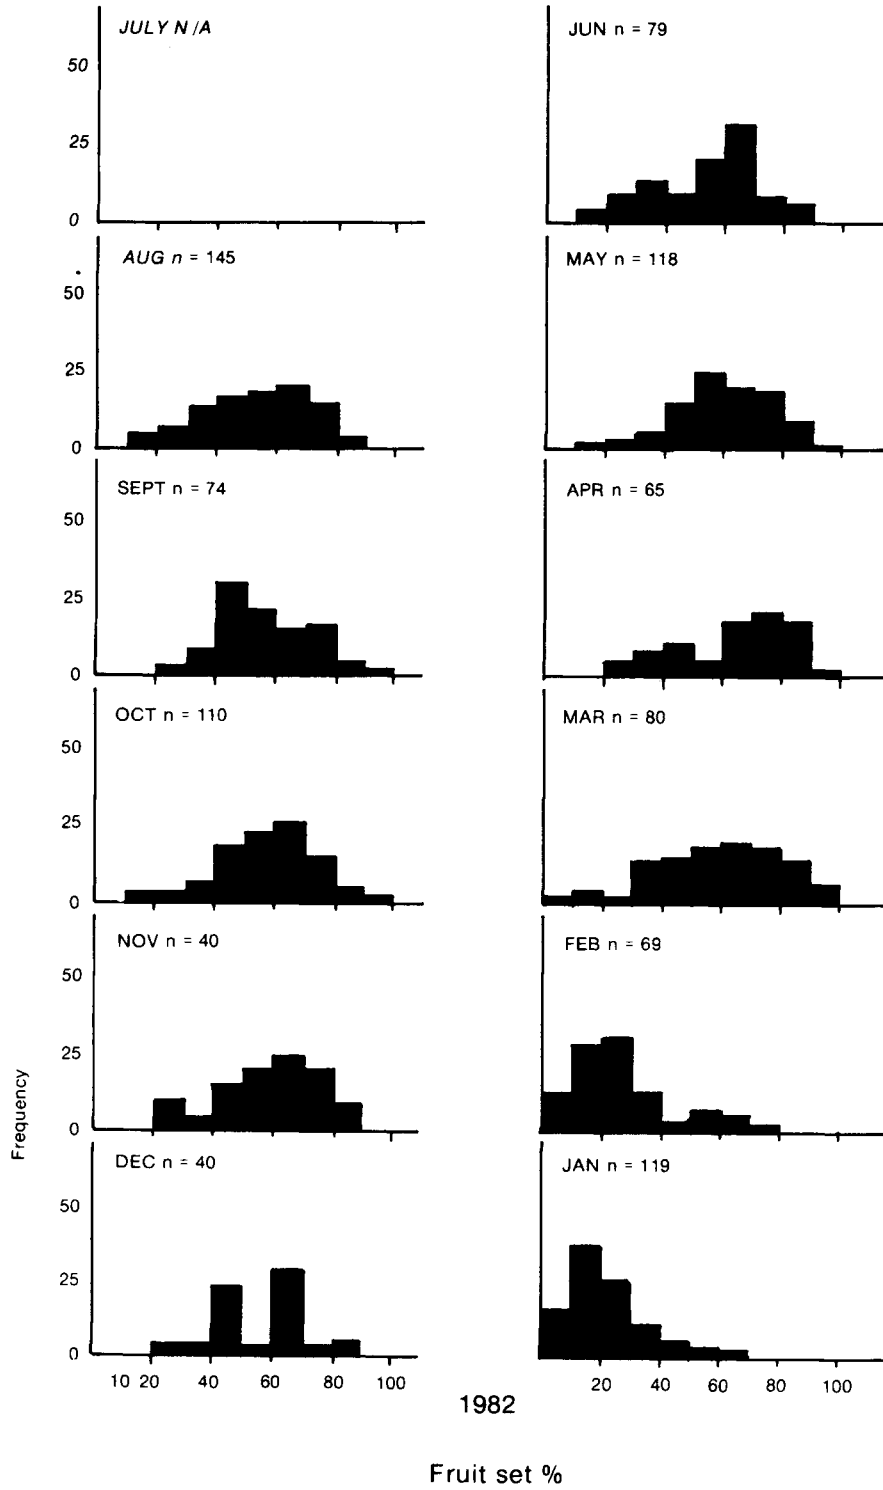 JULY N/A
50
25
0
JUN n = 79
AUG n = 145
50
25
0
MAY n = 118
SEPT n = 74
50
25
0
APR n = 65
OCT n = 110
50
25
0
MAR n = 80
NOV n = 40
50
25
0
FEB n = 69
Frequency
DEC n = 40
50
25
0
10 20 40 60 80 100
JAN n = 119
20 40 60 80 100
1982
Fruit set %